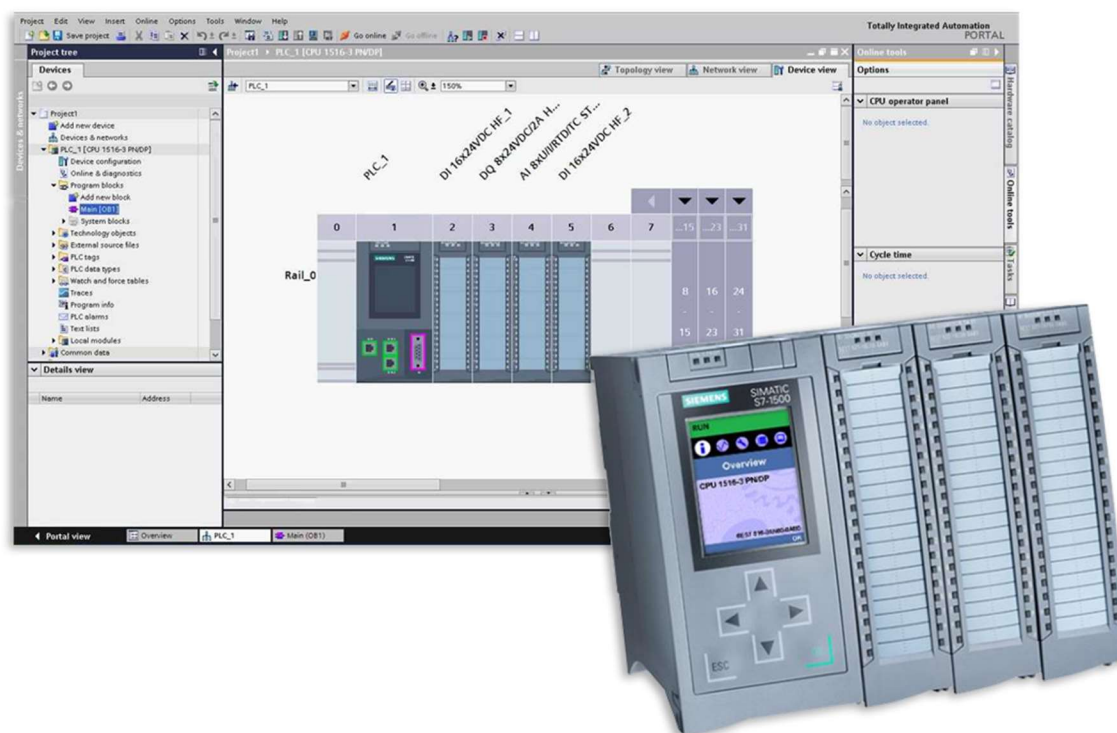 Project Edit View Insert Online Options Tools Window Help
Totally Integrated Automation
PORTAL
Save project
Go online
Go offline
Project tree
Project1 PLC_1 [CPU 1516-3 PN/DP]
Online tools
Devices
Topology view
Network view
Device view
Options
PLC_1
150%
CPU operator panel
No object selected.
Project1
Add new device
Devices & networks
PLC_1 [CPU 1516-3 PN/DP]
Device configuration
Online & diagnostics
Program blocks
Add new block
Main [OB1]
System blocks
Technology objects
External source files
PLC tags
PLC data types
Watch and force tables
Traces
Program info
PLC alarms
Text lists
Local modules
Common data
Details view
Name Address
Devices & networks
PLC_1
DI 16x24VDC HF_1
DQ 8x24VDC/2A H...
AI 8xU/I/RTD/TC ST...
DI 16x24VDC HF_2
0 1 2 3 4 5 6 7 ...15 ...23 ...31
Rail_0
8 16 24
- - -
15 23 31
SIEMENS
Cycle time
No object selected.
Hardware catalog
Online tools
Tasks
Portal view
Overview
PLC_1
Main (OB1)
SIEMENS
SIMATIC
S7-1500
RUN
Overview
CPU 1516-3 PN/DP
OK
ESC